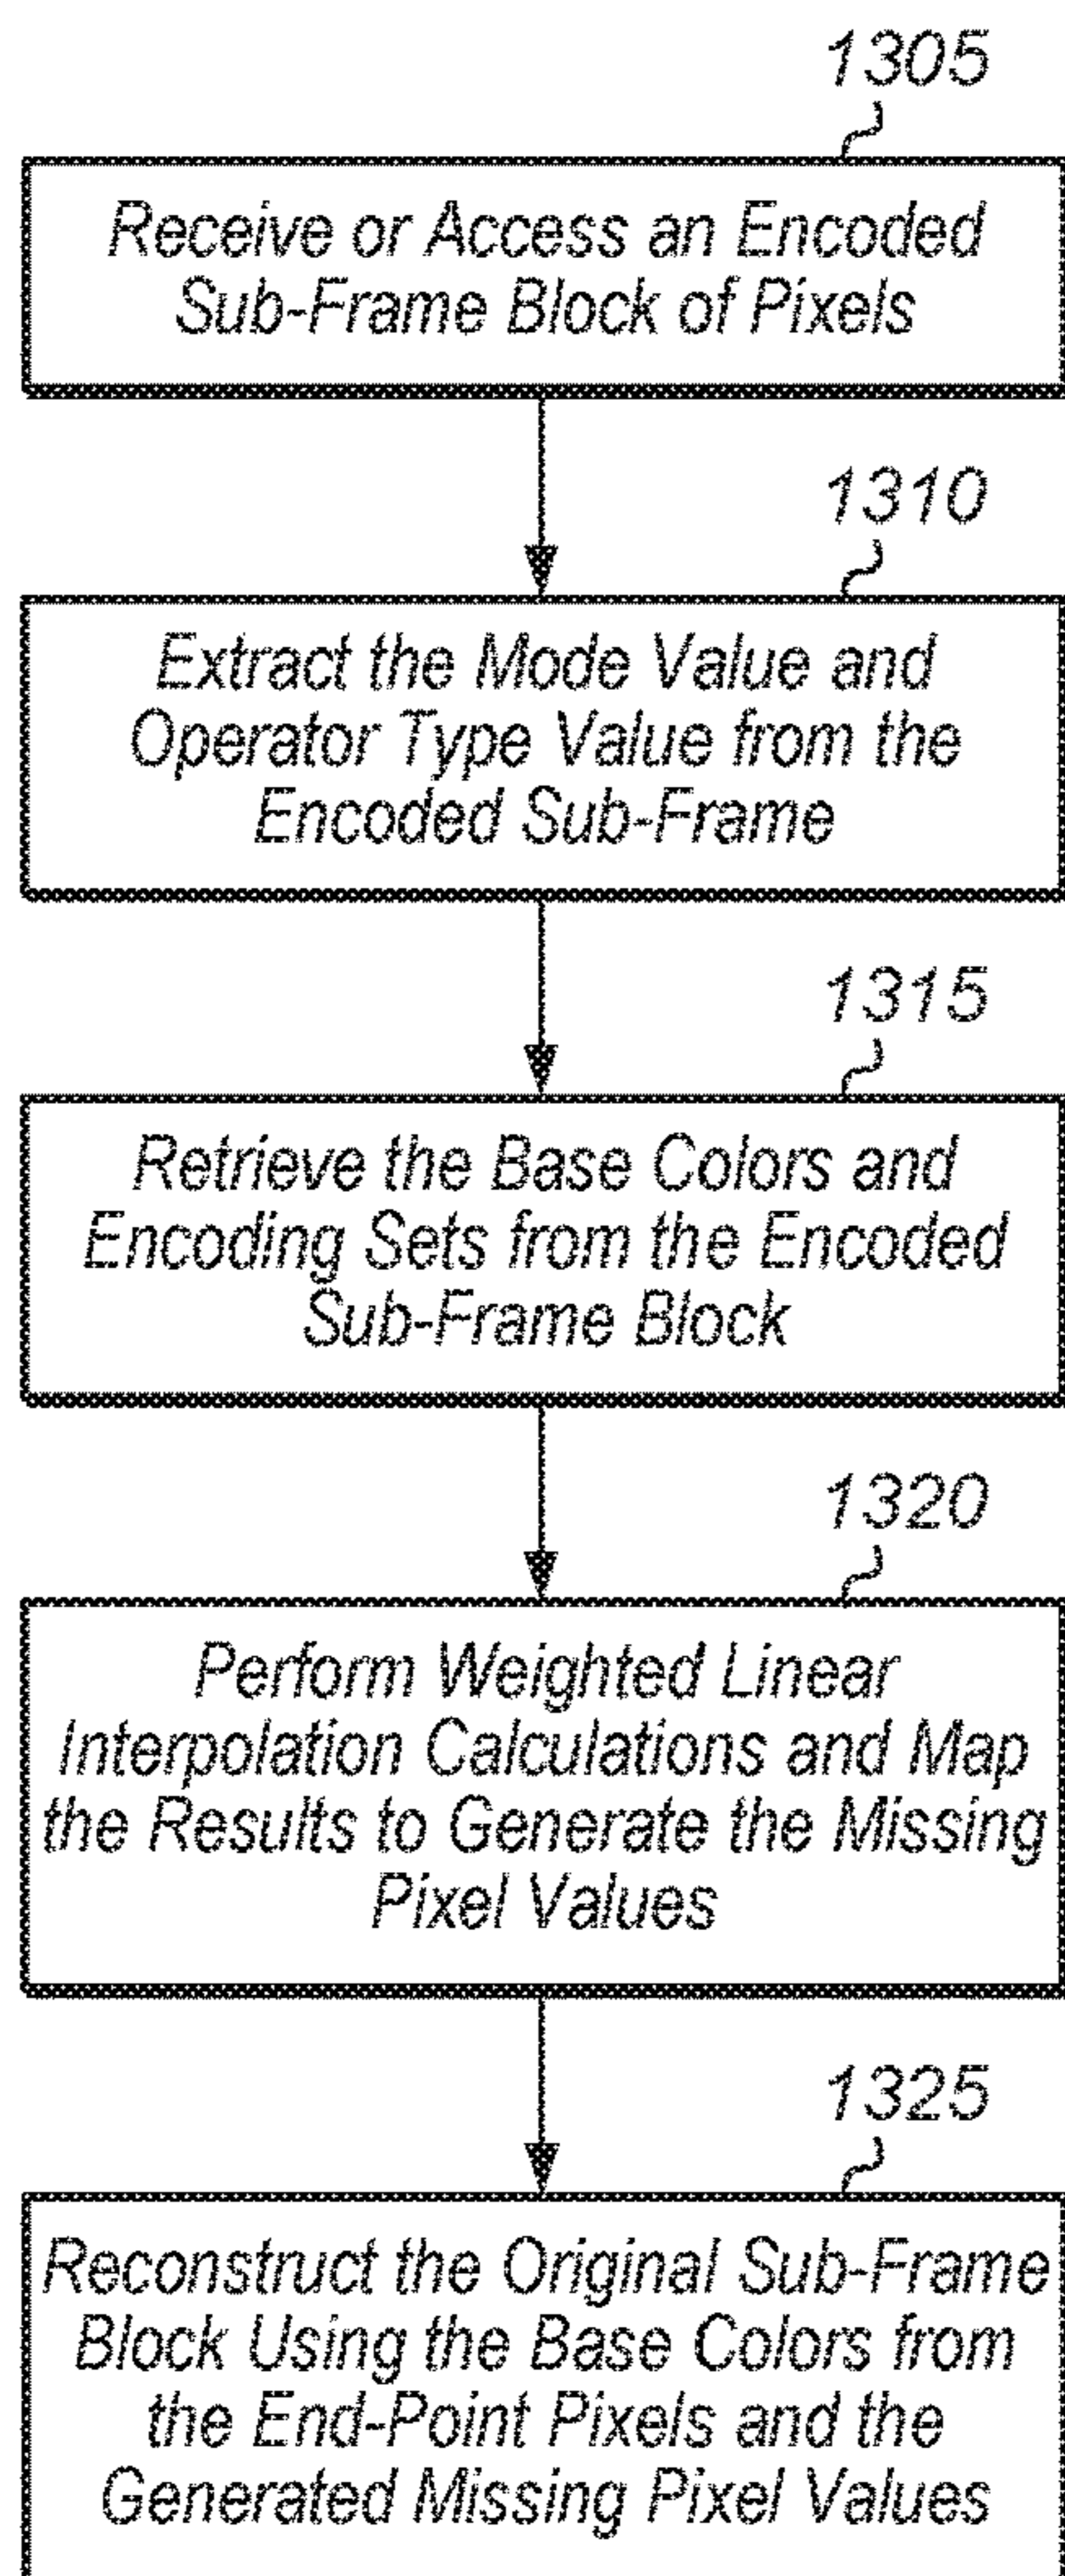 1305
Receive or Access an Encoded
Sub-Frame Block of Pixels
1310
Extract the Mode Value and
Operator Type Value from the
Encoded Sub-Frame
1315
Retrieve the Base Colors and
Encoding Sets from the Encoded
Sub-Frame Block
1320
Perform Weighted Linear
Interpolation Calculations and Map
the Results to Generate the Missing
Pixel Values
1325
Reconstruct the Original Sub-Frame
Block Using the Base Colors from
the End-Point Pixels and the
Generated Missing Pixel Values